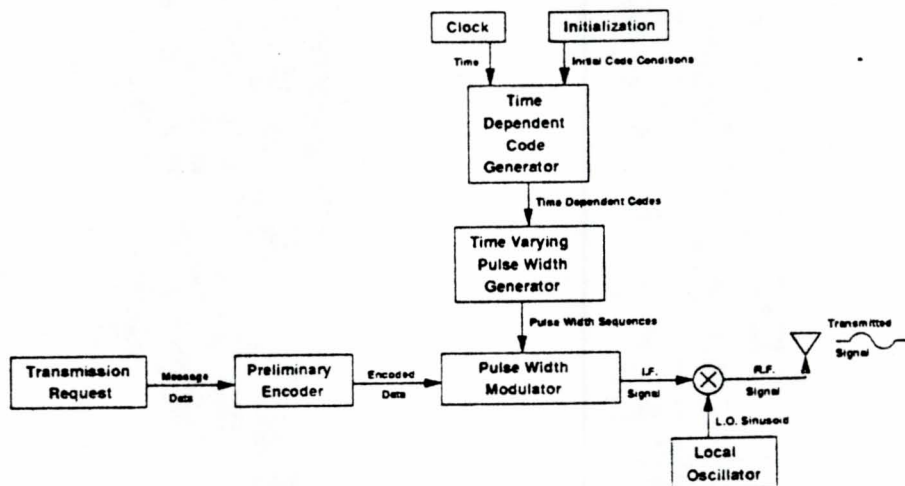 Clock
Initialization
Time
Initial Code Conditions
Time
Dependent
Code
Generator
Time Dependent Codes
Time Varying
Pulse Width
Generator
Pulse Width Sequences
Transmission
Request
Message
Data
Preliminary
Encoder
Encoded
Data
Pulse Width
Modulator
I.F.
Signal
R.F.
Signal
Transmitted
Signal
L.O. Sinusoid
Local
Oscillator